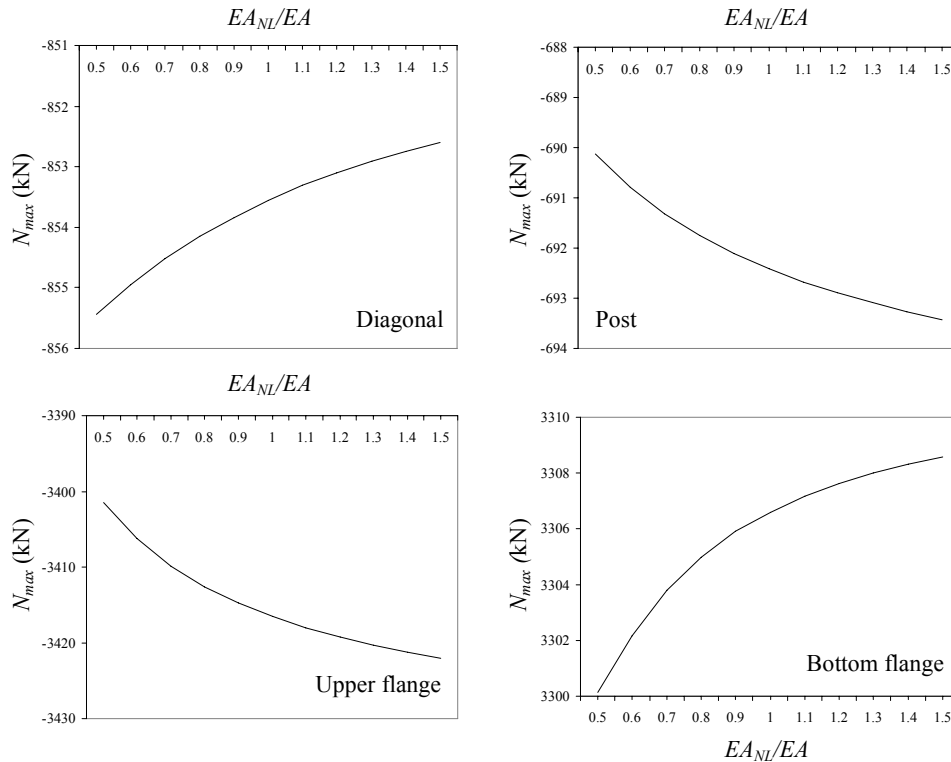 EA_NL/EA
-851
0.5 0.6 0.7 0.8 0.9 1 1.1 1.2 1.3 1.4 1.5
-852
-853
-854
-855
-856
N_max (kN)
Diagonal
EA_NL/EA
-688
0.5 0.6 0.7 0.8 0.9 1 1.1 1.2 1.3 1.4 1.5
-689
-690
-691
-692
-693
-694
N_max (kN)
Post
EA_NL/EA
-3390
0.5 0.6 0.7 0.8 0.9 1 1.1 1.2 1.3 1.4 1.5
-3400
-3410
-3420
-3430
N_max (kN)
Upper flange
3310
3308
3306
3304
3302
3300
N_max (kN)
Bottom flange
0.5 0.6 0.7 0.8 0.9 1 1.1 1.2 1.3 1.4 1.5
EA_NL/EA